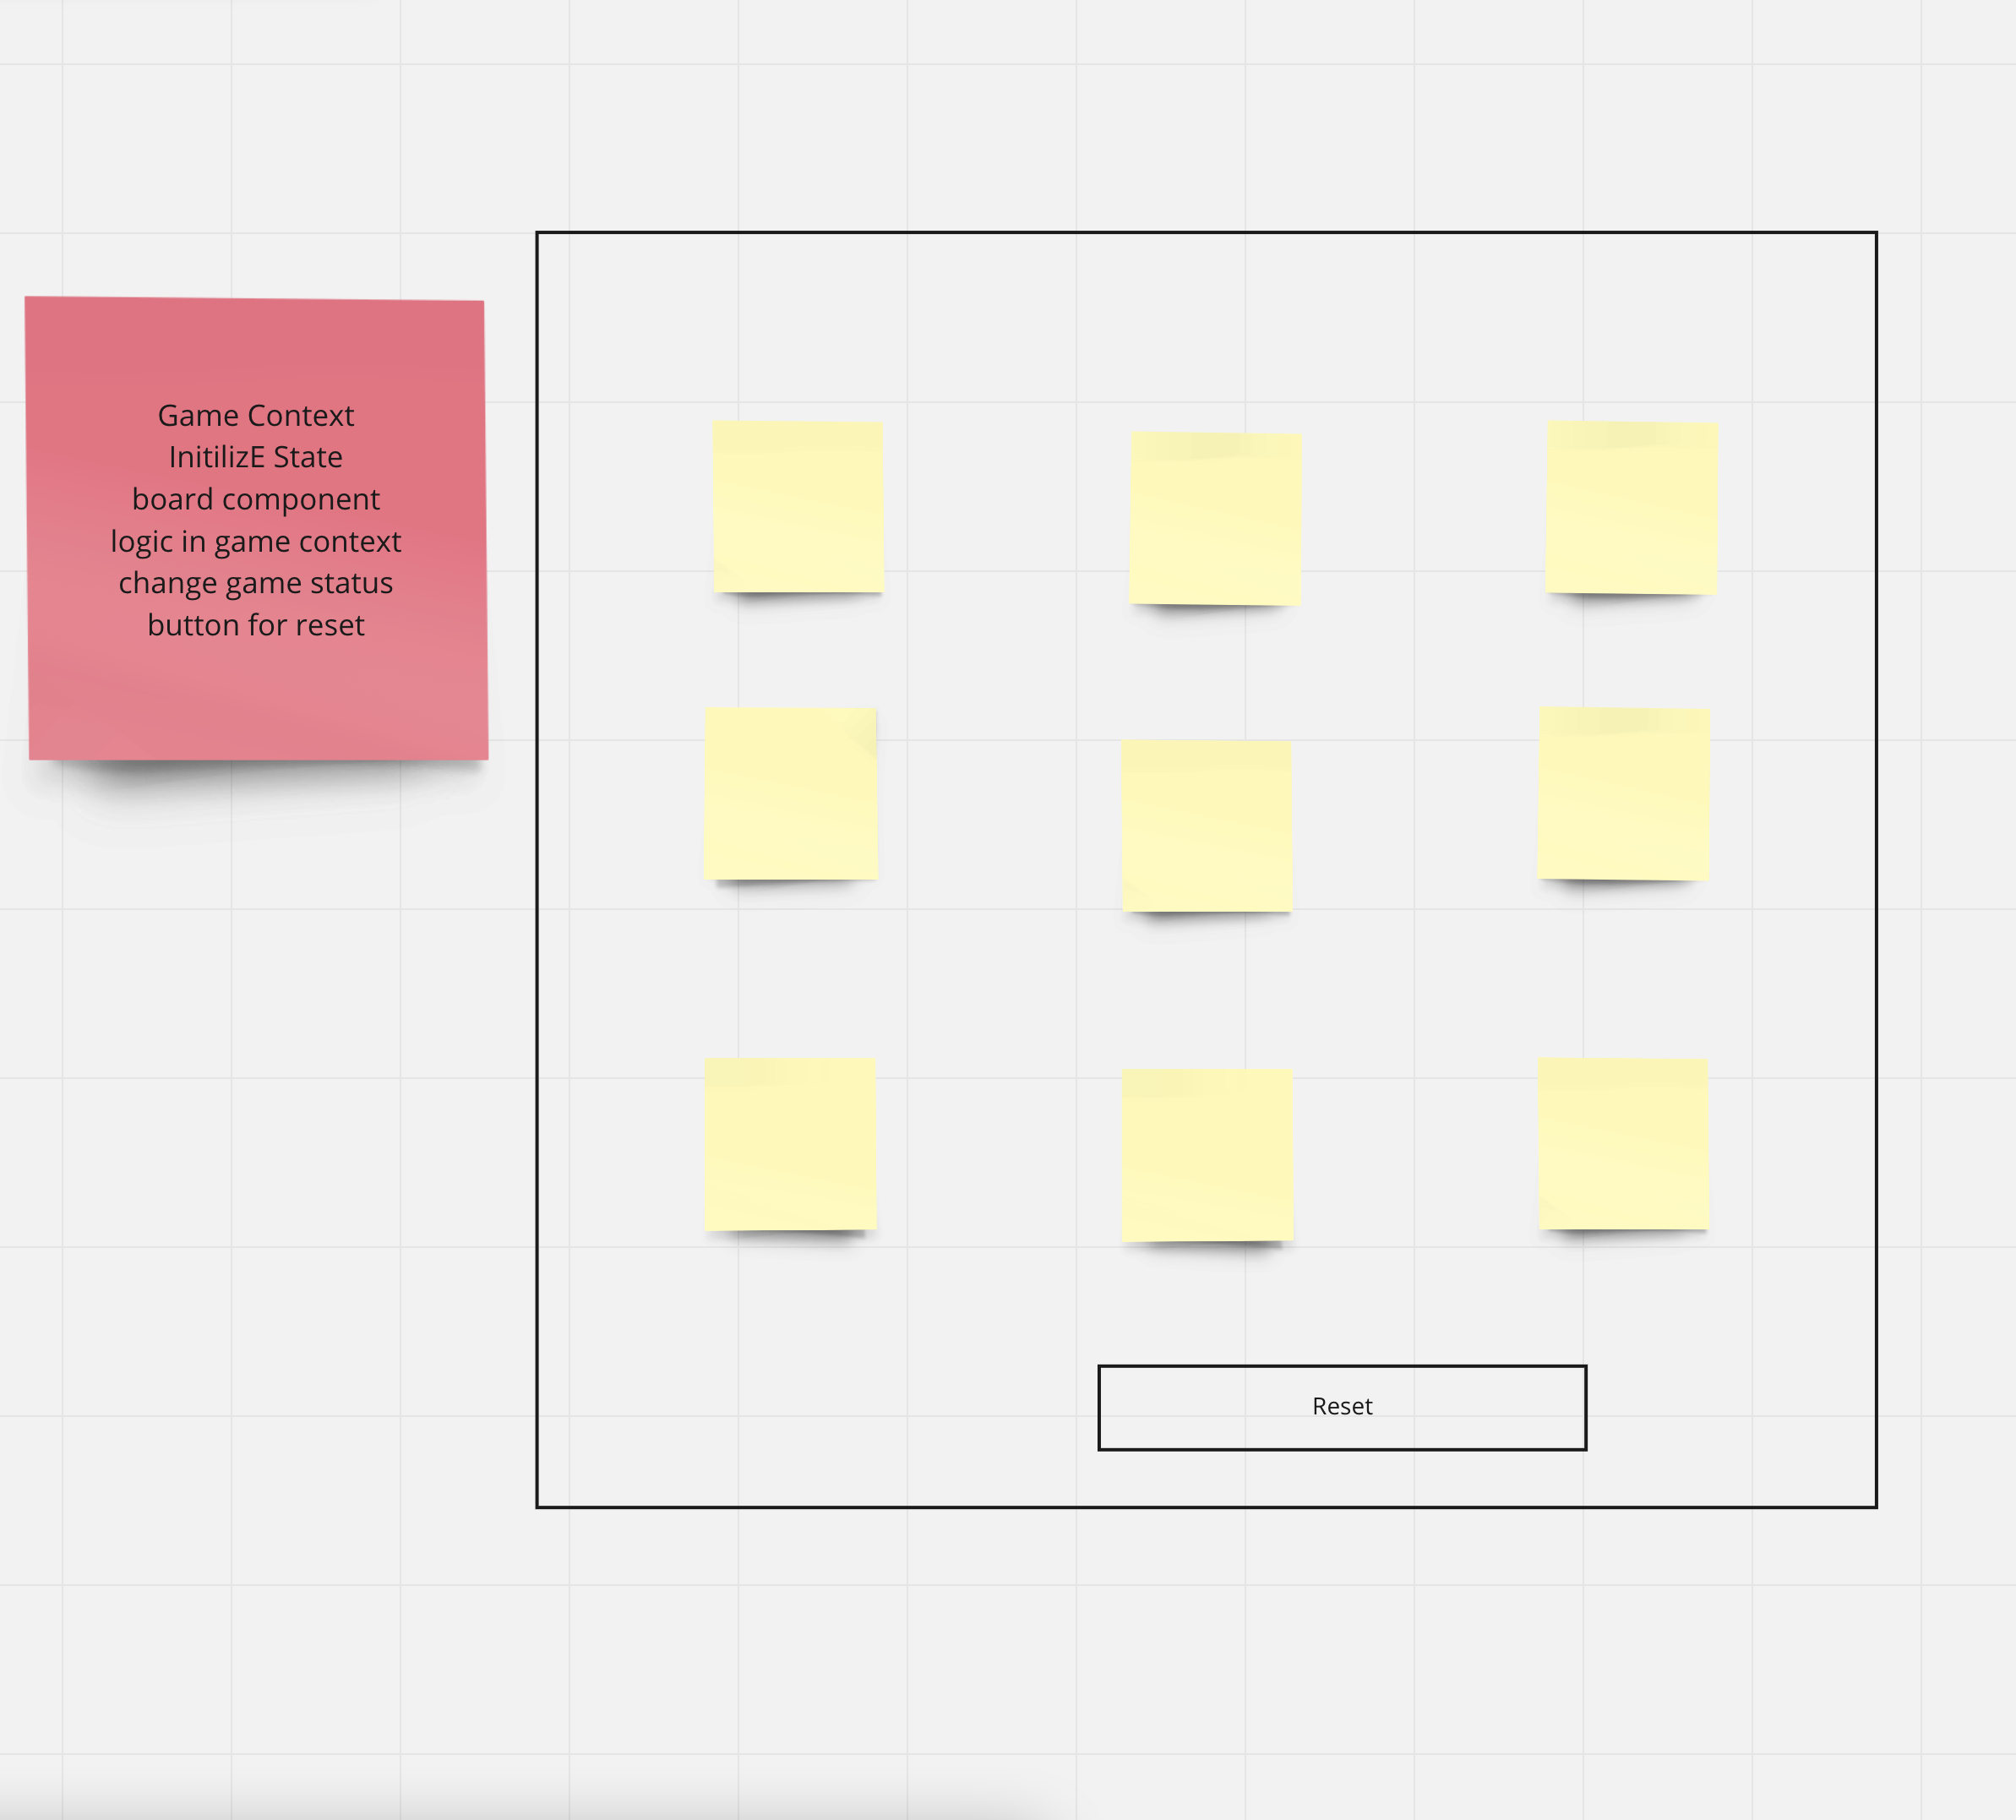 Game Context
InitilizE State
board component
logic in game context
change game status
button for reset
Reset